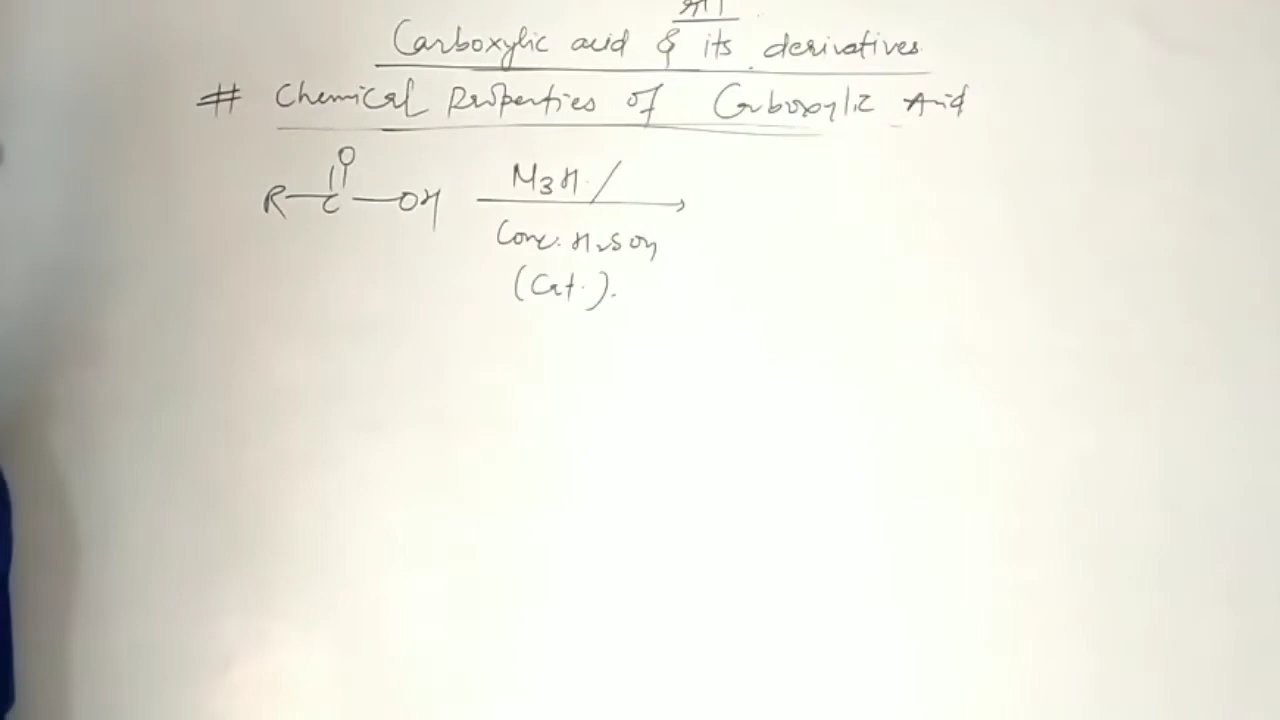 Carboxylic acid & its derivatives
# Chemical Properties of Carboxylic Acid
O
R-C-OH N3H/
Conc. H2SO4
(Cat.).